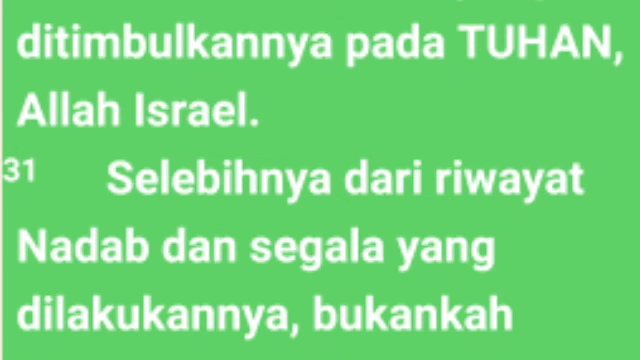 ditimbulkannya pada TUHAN,
Allah Israel.
31 Selebihnya dari riwayat
Nadab dan segala yang
dilakukannya, bukankah